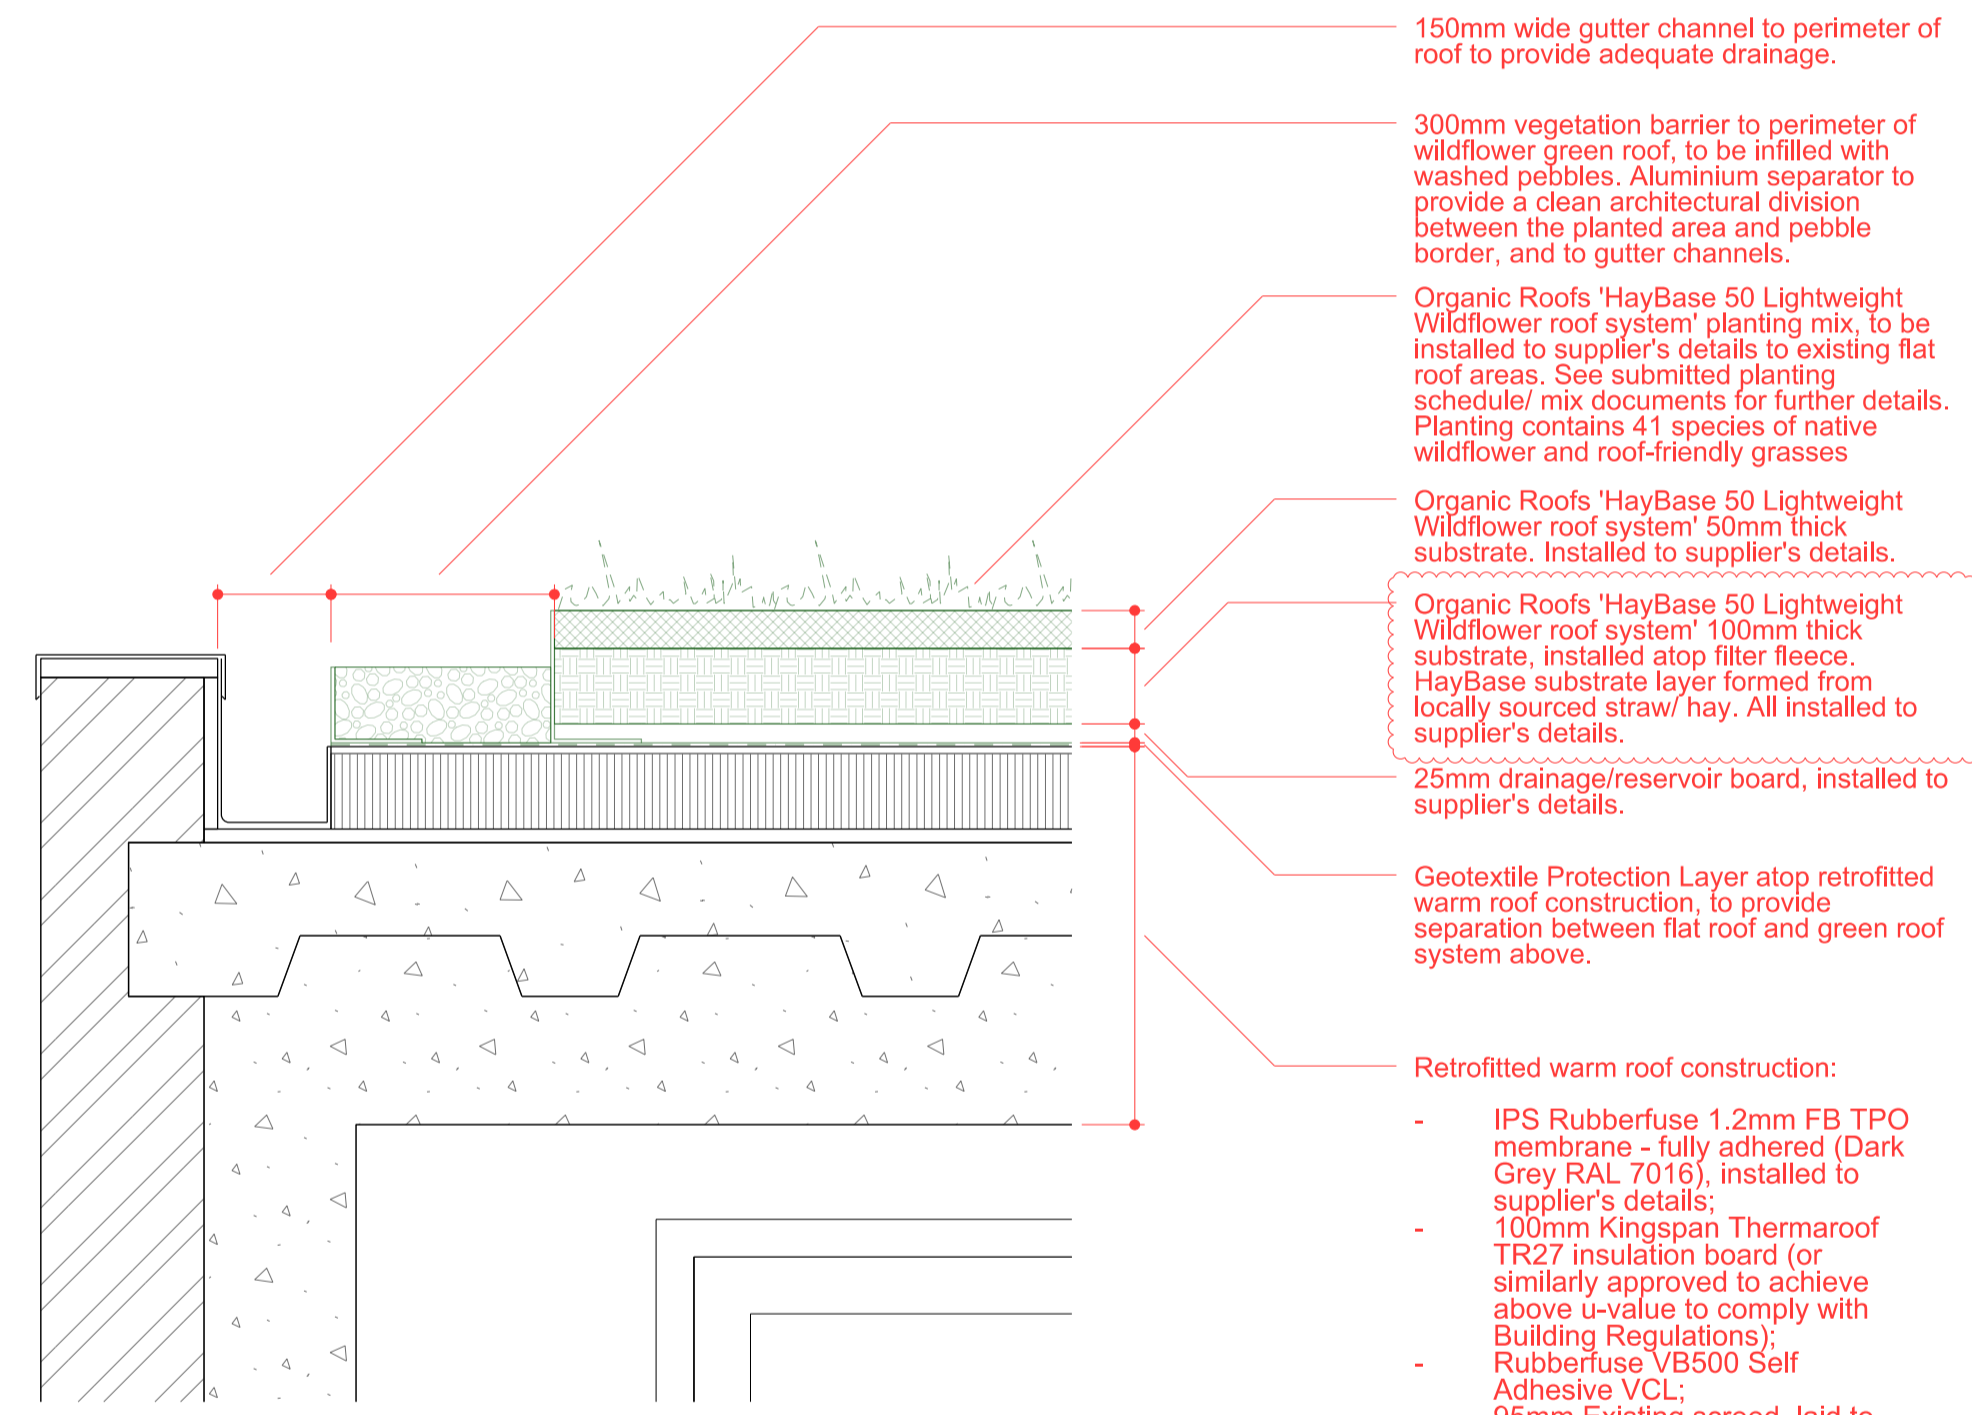 150mm wide gutter channel to perimeter of
roof to provide adequate drainage.
300mm vegetation barrier to perimeter of
wildflower green roof, to be infilled with
washed pebbles. Aluminium separator to
provide a clean architectural division
between the planted area and pebble
border, and to gutter channels.
Organic Roofs 'HayBase 50 Lightweight
Wildflower roof system' planting mix, to be
installed to supplier's details to existing flat
roof areas. See submitted planting
schedule/ mix documents for further details.
Planting contains 41 species of native
wildflower and roof-friendly grasses
Organic Roofs 'HayBase 50 Lightweight
Wildflower roof system' 50mm thick
substrate. Installed to supplier's details.
Organic Roofs 'HayBase 50 Lightweight
Wildflower roof system' 100mm thick
substrate, installed atop filter fleece.
HayBase substrate layer formed from
locally sourced straw/ hay. All installed to
supplier's details.
25mm drainage/reservoir board, installed to
supplier's details.
Geotextile Protection Layer atop retrofitted
warm roof construction, to provide
separation between flat roof and green roof
system above.
Retrofitted warm roof construction:
- IPS Rubberfuse 1.2mm FB TPO
membrane - fully adhered (Dark
Grey RAL 7016), installed to
supplier's details;
- 100mm Kingspan Thermaroof
TR27 insulation board (or
similarly approved to achieve
above u-value to comply with
Building Regulations);
- Rubberfuse VB500 Self
Adhesive VCL;
95mm Existing screed, laid to